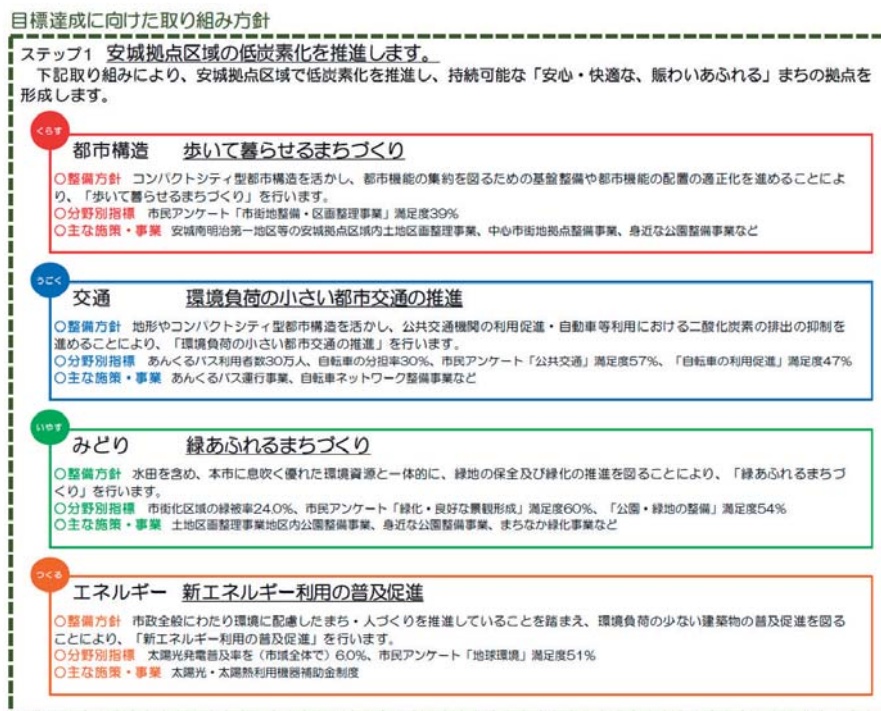 目標達成に向けた取り組み方針
ステップ1 安城拠点区域の低炭素化を推進します。
下記取り組みにより、安城拠点区域で低炭素化を推進し、持続可能な「安心・快適な、賑わいあふれる」まちの拠点を
形成します。
くらす
都市構造 歩いて暮らせるまちづくり
○整備方針 コンパクトシティ型都市構造を活かし、都市機能の集約を図るための基盤整備や都市機能の配置の適正化を進めることによ
り、「歩いて暮らせるまちづくり」を行います。
○分野別指標 市民アンケート「市街地整備・区画整理事業」満足度39%
○主な施策・事業 安城南明治第一地区等の安城拠点区域内土地区画整理事業、中心市街地拠点整備事業、身近な公園整備事業など
うごく
交通 環境負荷の小さい都市交通の推進
○整備方針 地形やコンパクトシティ型都市構造を活かし、公共交通機関の利用促進・自動車等利用における二酸化炭素の排出の抑制を
進めることにより、「環境負荷の小さい都市交通の推進」を行います。
○分野別指標 あんくるバス利用者数30万人、自転車の分担率30%、市民アンケート「公共交通」満足度57%、「自転車の利用促進」満足度47%
○主な施策・事業 あんくるバス運行事業、自転車ネットワーク整備事業など
いやす
みどり 緑あふれるまちづくり
○整備方針 水田を含め、本市に息吹く優れた環境資源と一体的に、緑地の保全及び緑化の推進を図ることにより、「緑あふれるまちづ
くり」を行います。
○分野別指標 市街化区域の緑被率24.0%、市民アンケート「緑化・良好な景観形成」満足度60%、「公園・緑地の整備」満足度54%
○主な施策・事業 土地区画整理事業地区内公園整備事業、身近な公園整備事業、まちなか緑化事業など
つくる
エネルギー 新エネルギー利用の普及促進
○整備方針 市政全般にわたり環境に配慮したまち・人づくりを推進していることを踏まえ、環境負荷の少ない建築物の普及促進を図る
ことにより、「新エネルギー利用の普及促進」を行います。
○分野別指標 太陽光発電普及率を（市域全体で）6.0%、市民アンケート「地球環境」満足度51%
○主な施策・事業 太陽光・太陽熱利用機器補助金制度